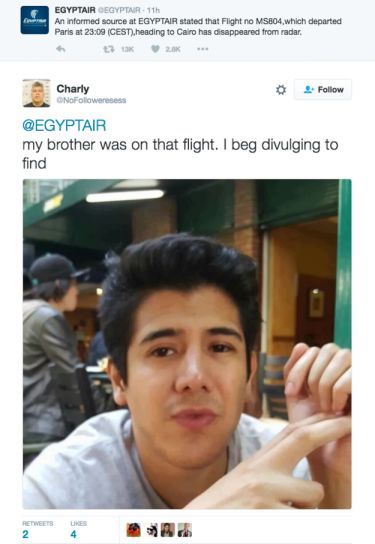 EGYPTAIR @EGYPTAIR · 11h
An informed source at EGYPTAIR stated that Flight no MS804,which departed
Paris at 23:09 (CEST),heading to Cairo has disappeared from radar.
13K 2.8K
Charly
@NoFolloweresess
Follow
@EGYPTAIR
my brother was on that flight. I beg divulging to
find
RETWEETS LIKES
2 4